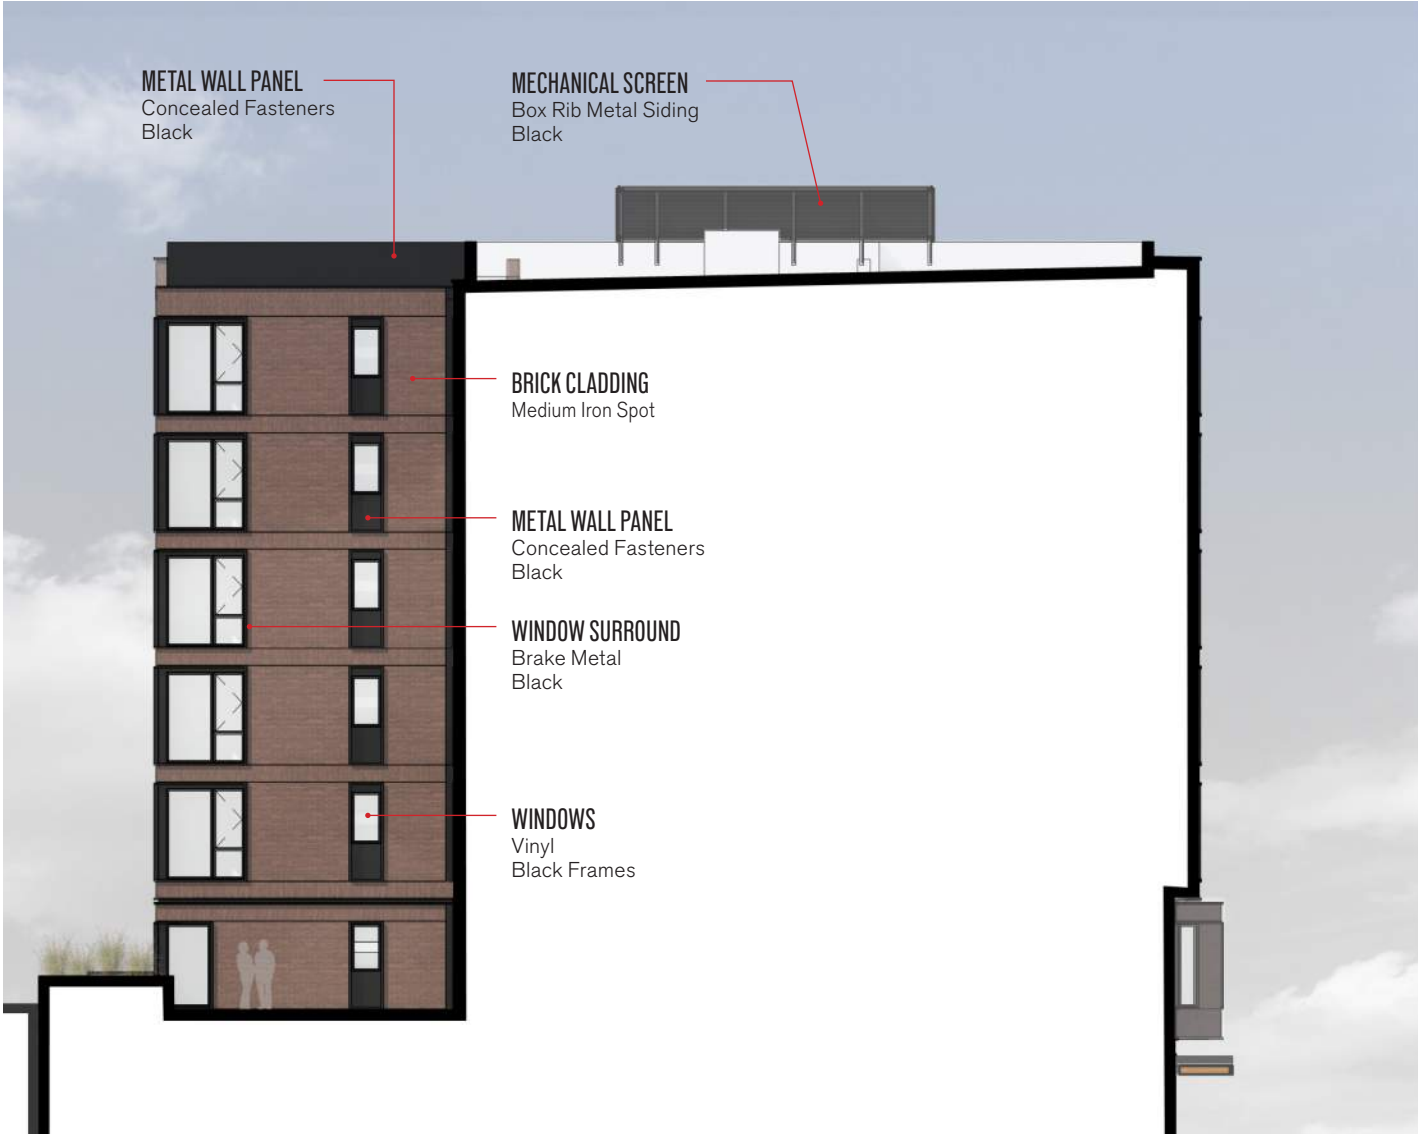 METAL WALL PANEL
Concealed Fasteners
Black
MECHANICAL SCREEN
Box Rib Metal Siding
Black
BRICK CLADDING
Medium Iron Spot
METAL WALL PANEL
Concealed Fasteners
Black
WINDOW SURROUND
Brake Metal
Black
WINDOWS
Vinyl
Black Frames